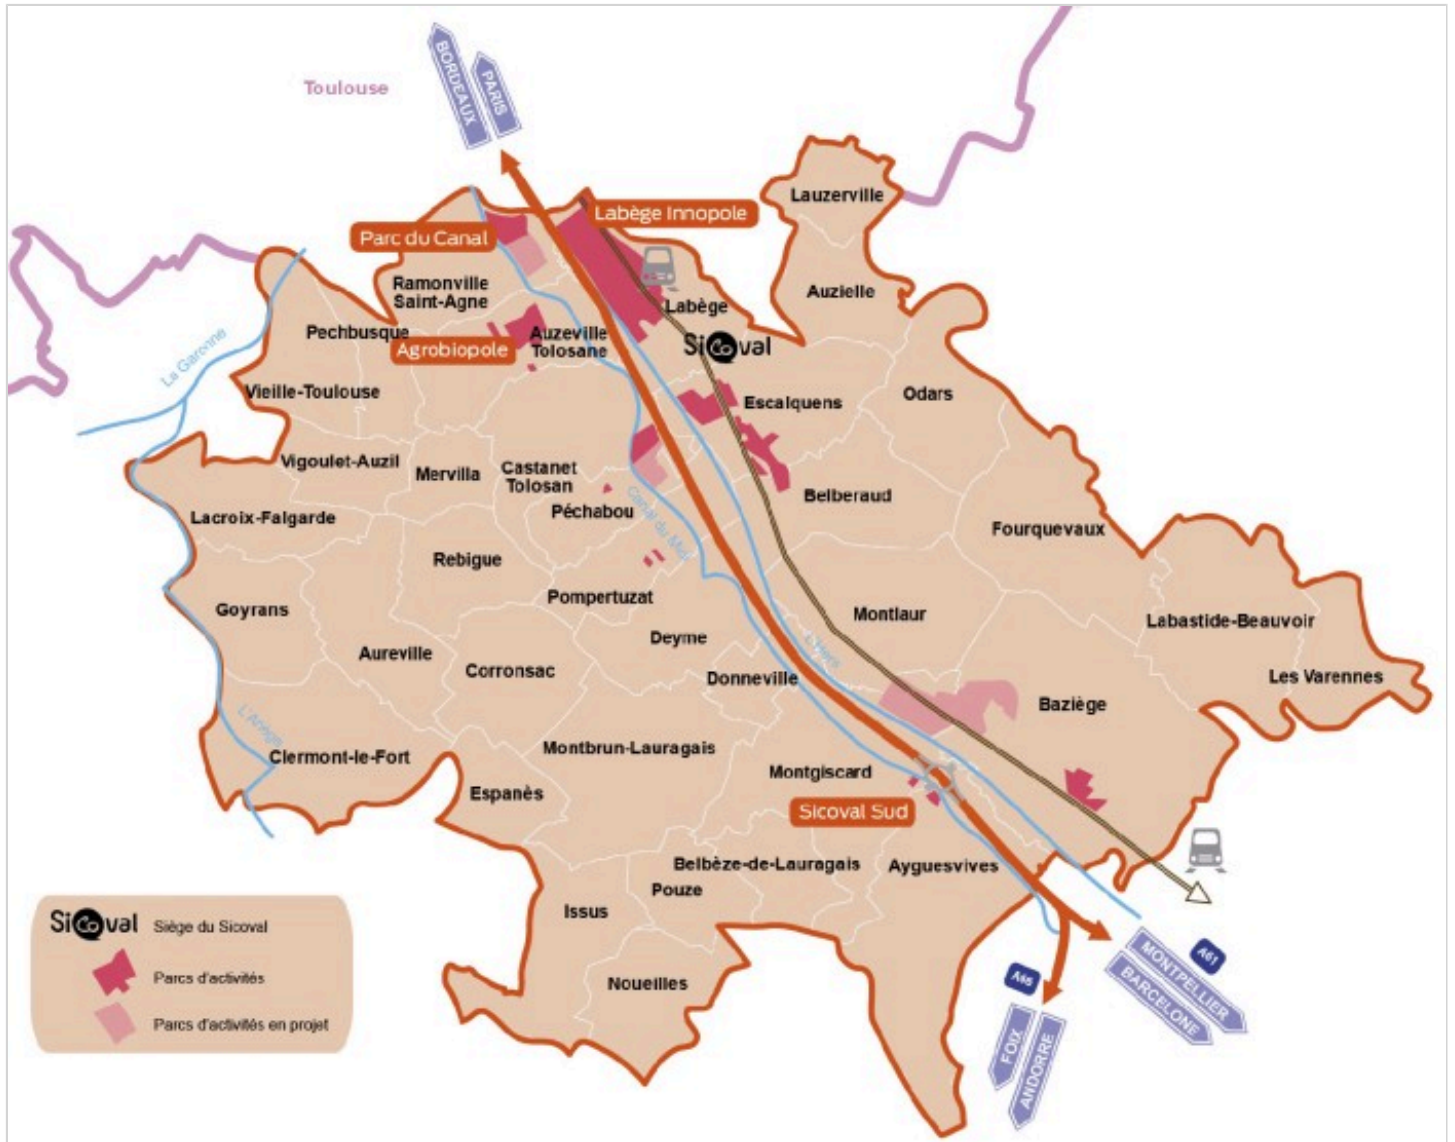 BORDEAUX
PARIS
Toulouse
Lauzerville
Labège Innopole
Parc du Canal
Ramonville
Saint-Agne
Auzielle
Labège
Pechbusque
Auzeville
Tolosane
Agrobiopole
Sicoval
La Garonne
Vieille-Toulouse
Escalquens
Odars
Vigoulet-Auzil
Mervilla
Castanet
Tolosan
Belberaud
Péchabou
Canal du Midi
Lacroix-Falgarde
Fourquevaux
Rebigue
Goyrans
Pompertuzat
Montlaur
Labastide-Beauvoir
Deyme
L'Hers
Aureville
Corronsac
Donneville
Les Varennes
Baziège
L'Ariège
Clermont-le-Fort
Montbrun-Lauragais
Montgiscard
Espanès
Sicoval Sud
Belbèze-de-Lauragais
Ayguesvives
Pouze
Issus
Noueilles
Sicoval Siège du Sicoval
Parcs d'activités
Parcs d'activités en projet
A61
MONTPELLIER
BARCELONE
A66
FOIX
ANDORRE